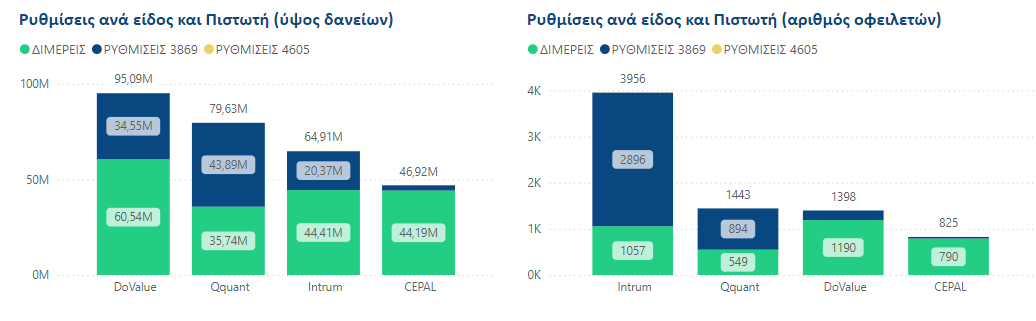 Ρυθμίσεις ανά είδος και Πιστωτή (ύψος δανείων)
ΔΙΜΕΡΕΙΣ ΡΥΘΜΙΣΕΙΣ 3869 ΡΥΘΜΙΣΕΙΣ 4605
100M
50M
0M
95,09M
34,55M
60,54M
79,63M
43,89M
35,74M
64,91M
20,37M
44,41M
46,92M
44,19M
DoValue Qquant Intrum CEPAL
Ρυθμίσεις ανά είδος και Πιστωτή (αριθμός οφειλετών)
ΔΙΜΕΡΕΙΣ ΡΥΘΜΙΣΕΙΣ 3869 ΡΥΘΜΙΣΕΙΣ 4605
4K
3K
2K
1K
0K
3956
2896
1057
1443
894
549
1398
1190
825
790
Intrum Qquant DoValue CEPAL